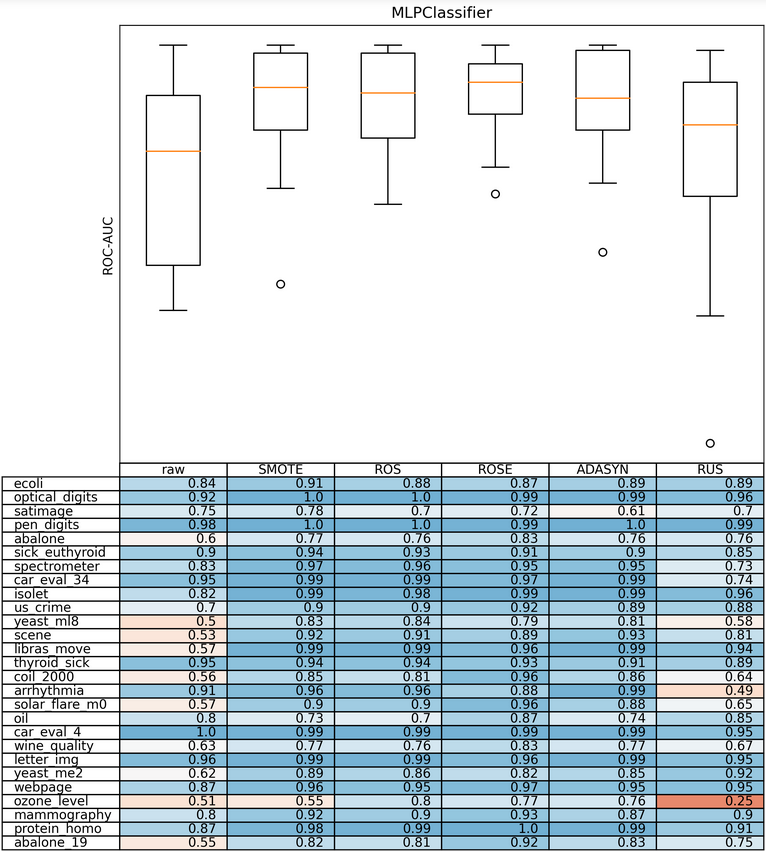 MLPClassifier
ROC-AUC
raw SMOTE ROS ROSE ADASYN RUS
ecoli 0.84 0.91 0.88 0.87 0.89 0.89
optical_digits 0.92 1.0 1.0 0.99 0.99 0.96
satimage 0.75 0.78 0.7 0.72 0.61 0.7
pen_digits 0.98 1.0 1.0 0.99 1.0 0.99
abalone 0.6 0.77 0.76 0.83 0.76 0.76
sick_euthyroid 0.9 0.94 0.93 0.91 0.9 0.85
spectrometer 0.83 0.97 0.96 0.95 0.95 0.73
car_eval_34 0.95 0.99 0.99 0.97 0.99 0.74
isolet 0.82 0.99 0.98 0.99 0.99 0.96
us_crime 0.7 0.9 0.9 0.92 0.89 0.88
yeast_ml8 0.5 0.83 0.84 0.79 0.81 0.58
scene 0.53 0.92 0.91 0.89 0.93 0.81
libras_move 0.57 0.99 0.99 0.96 0.99 0.94
thyroid_sick 0.95 0.94 0.94 0.93 0.91 0.89
coil_2000 0.56 0.85 0.81 0.96 0.86 0.64
arrhythmia 0.91 0.96 0.96 0.88 0.99 0.49
solar_flare_m0 0.57 0.9 0.9 0.96 0.88 0.65
oil 0.8 0.73 0.7 0.87 0.74 0.85
car_eval_4 1.0 0.99 0.99 0.99 0.99 0.95
wine_quality 0.63 0.77 0.76 0.83 0.77 0.67
letter_img 0.96 0.99 0.99 0.96 0.99 0.95
yeast_me2 0.62 0.89 0.86 0.82 0.85 0.92
webpage 0.87 0.96 0.95 0.97 0.95 0.95
ozone_level 0.51 0.55 0.8 0.77 0.76 0.25
mammography 0.8 0.92 0.9 0.93 0.87 0.9
protein_homo 0.87 0.98 0.99 1.0 0.99 0.91
abalone_19 0.55 0.82 0.81 0.92 0.83 0.75